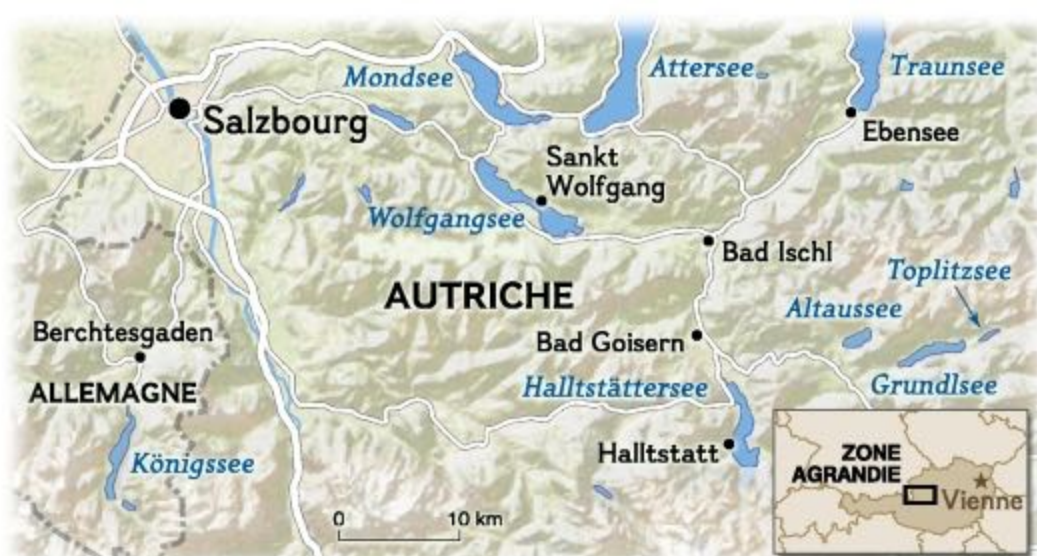 Mondsee
Attersee
Traunsee
Salzbourg
Ebensee
Sankt
Wolfgang
Wolfgangsee
Bad Ischl
Toplitzsee
AUTRICHE
Altaussee
Berchtesgaden
Bad Goisern
ALLEMAGNE
Halltstättersee
Grundlsee
Königssee
Halltstatt
ZONE
AGRANDIE
Vienne
0 10 km